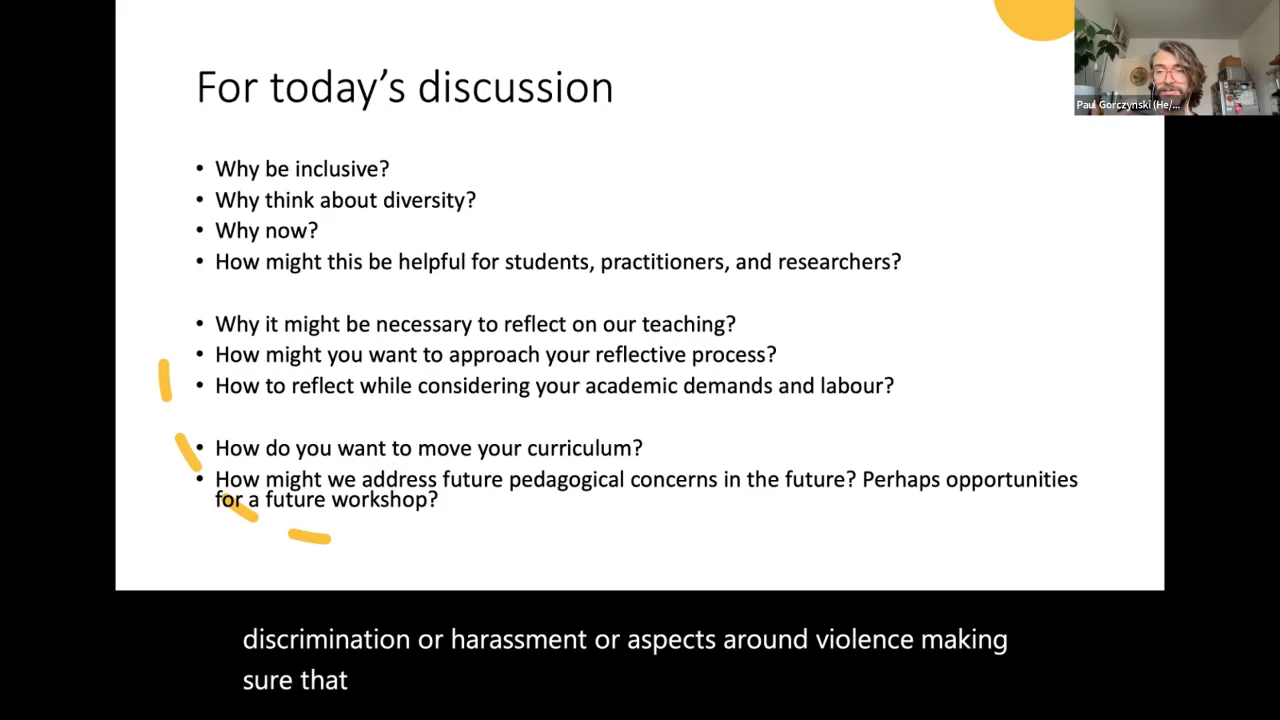 For today's discussion
Paul Gorczynski (He/...
• Why be inclusive?
• Why think about diversity?
• Why now?
• How might this be helpful for students, practitioners, and researchers?
• Why it might be necessary to reflect on our teaching?
• How might you want to approach your reflective process?
• How to reflect while considering your academic demands and labour?
• How do you want to move your curriculum?
• How might we address future pedagogical concerns in the future? Perhaps opportunities
for a future workshop?
discrimination or harassment or aspects around violence making
sure that